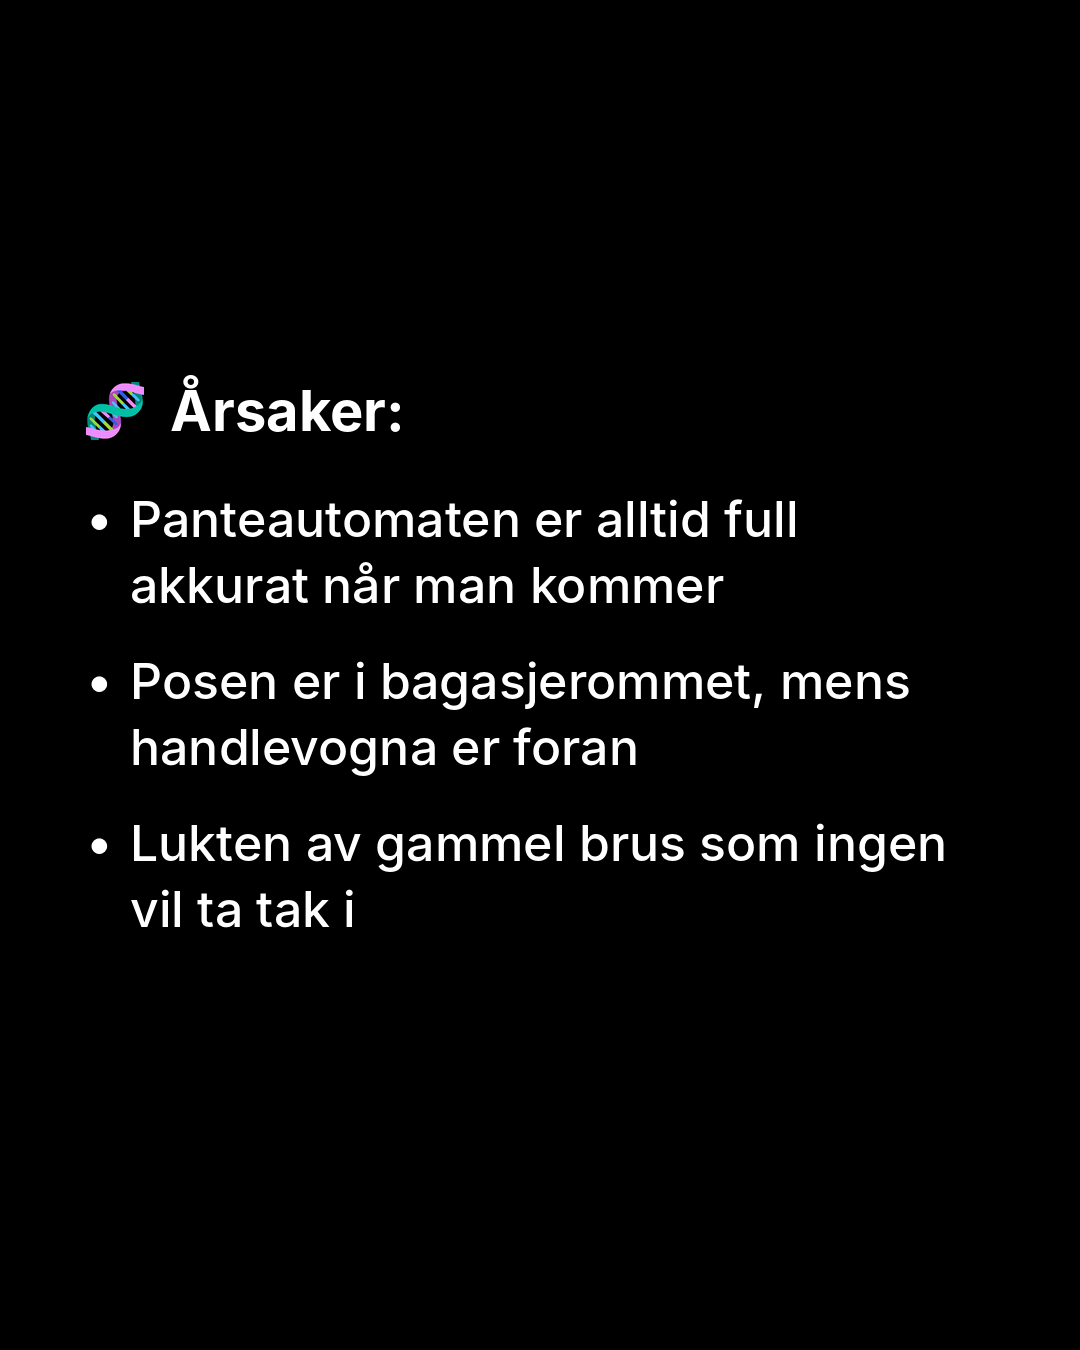 🧬 Årsaker:
• Panteautomaten er alltid full
akkurat når man kommer
• Posen er i bagasjerommet, mens
handlevogna er foran
• Lukten av gammel brus som ingen
vil ta tak i